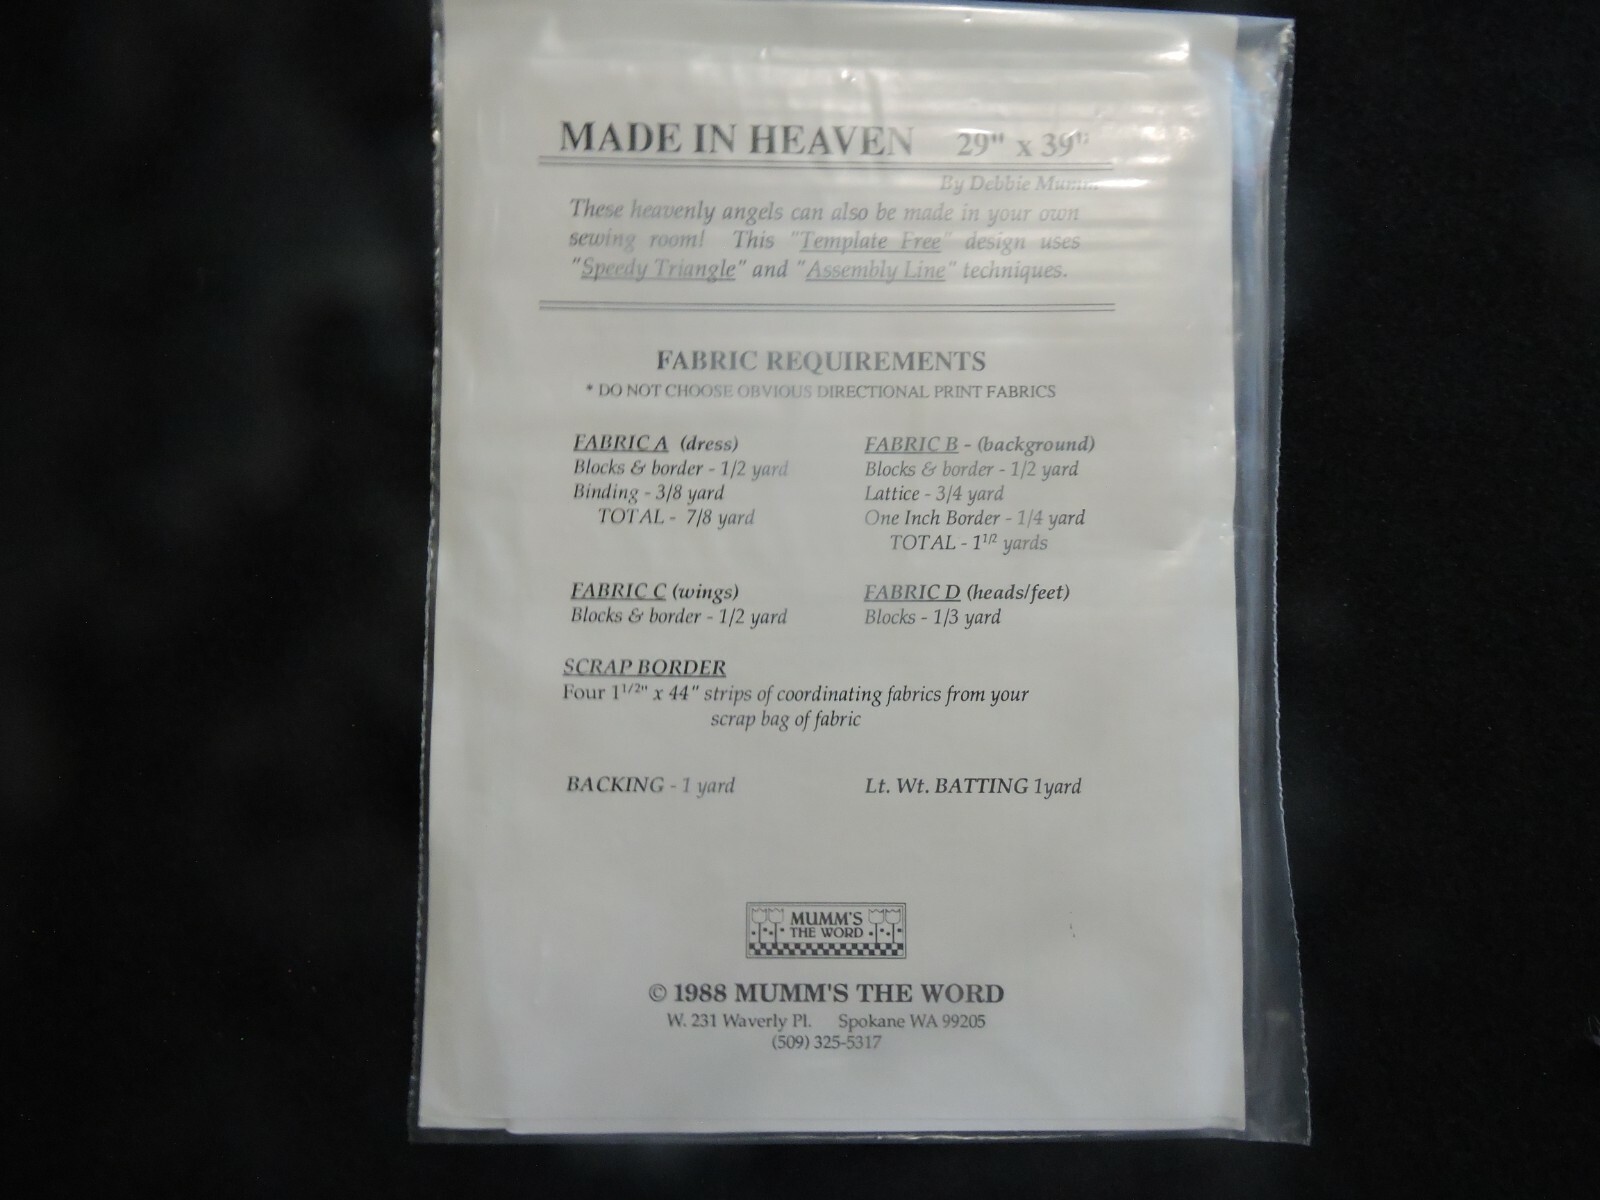 MADE IN HEAVEN 29" x 39"
By Debbie Mumm
These heavenly angels can also be made in your own
sewing room! This "Template Free" design uses
"Speedy Triangle" and "Assembly Line" techniques.
FABRIC REQUIREMENTS
* DO NOT CHOOSE OBVIOUS DIRECTIONAL PRINT FABRICS
FABRIC A (dress)
Blocks & border - 1/2 yard
Binding - 3/8 yard
TOTAL - 7/8 yard
FABRIC B - (background)
Blocks & border - 1/2 yard
Lattice - 3/4 yard
One Inch Border - 1/4 yard
TOTAL - 1 1/2 yards
FABRIC C (wings)
Blocks & border - 1/2 yard
FABRIC D (heads/feet)
Blocks - 1/3 yard
SCRAP BORDER
Four 1 1/2" x 44" strips of coordinating fabrics from your
scrap bag of fabric
BACKING - 1 yard
Lt. Wt. BATTING 1yard
MUMM'S
THE WORD
© 1988 MUMM'S THE WORD
W. 231 Waverly Pl. Spokane WA 99205
(509) 325-5317